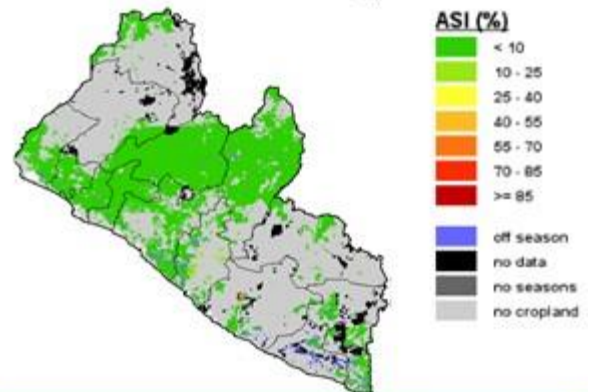 ASI (%)
< 10
10 - 25
25 - 40
40 - 55
55 - 70
70 - 85
>= 85
off season
no data
no seasons
no cropland